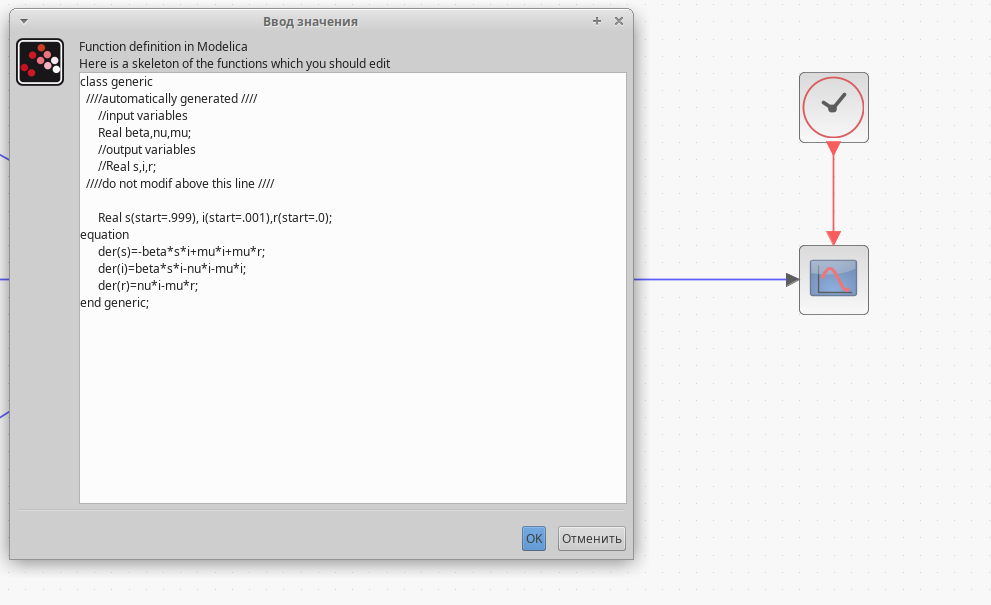 Ввод значения
Function definition in Modelica
Here is a skeleton of the functions which you should edit
class generic
////automatically generated ////
//input variables
Real beta,nu,mu;
//output variables
//Real s,i,r;
////do not modif above this line ////
Real s(start=.999), i(start=.001),r(start=.0);
equation
der(s)=-beta*s*i+mu*i+mu*r;
der(i)=beta*s*i-nu*i-mu*i;
der(r)=nu*i-mu*r;
end generic;
OK
Отменить